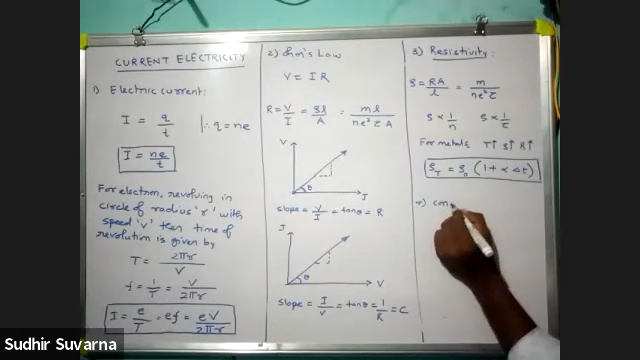 CURRENT ELECTRICITY
1) Electric current:
I = q/t | ∴ q = ne
I = ne/t
For electron, revolving in
circle of radius 'r' with
speed 'v' then time of
revolution is given by
T = 2πr/V
f = 1/T = V/2πr
I = e/T = ef = eV/2πr
2) Ohm's Law
V = IR
R = V/I = ρl/A = ml/ne²τA
V
θ
I
slope = V/I = tanθ = R
I
θ
V
slope = I/V = tanθ = 1/R = C
3) Resistivity:
ρ = RA/l = m/ne²τ
ρ ∝ 1/n ρ ∝ 1/τ
For metals T↑ ρ↑ R↑
ρT = ρ0 (1 + α Δt)
Sudhir Suvarna